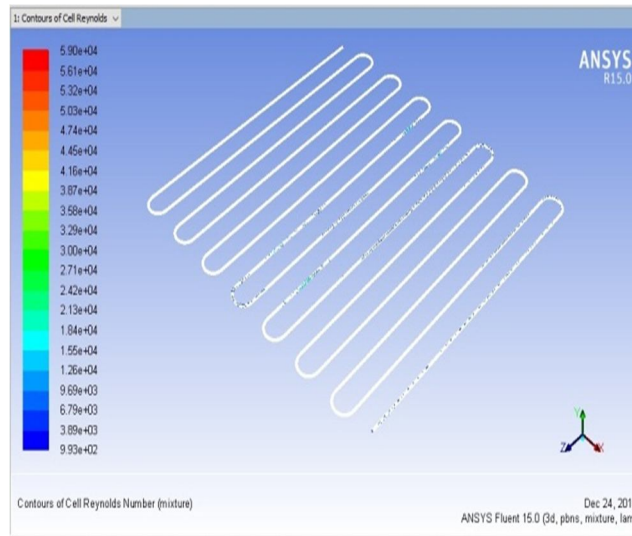 1: Contours of Cell Reynolds
5.90e+04
5.61e+04
5.32e+04
5.03e+04
4.74e+04
4.45e+04
4.16e+04
3.87e+04
3.58e+04
3.29e+04
3.00e+04
2.71e+04
2.42e+04
2.13e+04
1.84e+04
1.55e+04
1.26e+04
9.69e+03
6.79e+03
3.89e+03
9.93e+02
ANSYS
R15.0
Y
Z
X
Contours of Cell Reynolds Number (mixture)
Dec 24, 201
ANSYS Fluent 15.0 (3d, pbns, mixture, lam